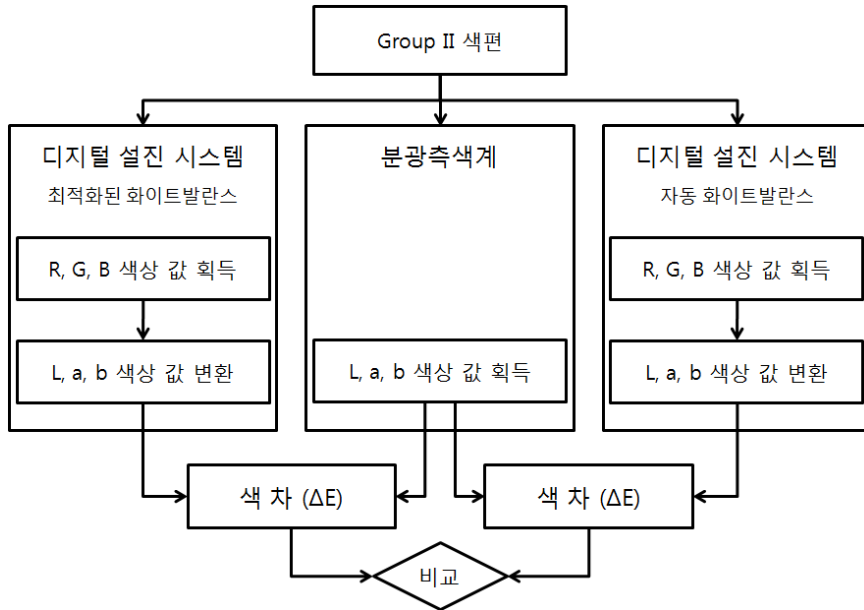 Group II 색편
디지털 설진 시스템
최적화된 화이트발란스
R, G, B 색상 값 획득
L, a, b 색상 값 변환
분광측색계
L, a, b 색상 값 획득
디지털 설진 시스템
자동 화이트발란스
R, G, B 색상 값 획득
L, a, b 색상 값 변환
색 차 (ΔE)
색 차 (ΔE)
비교